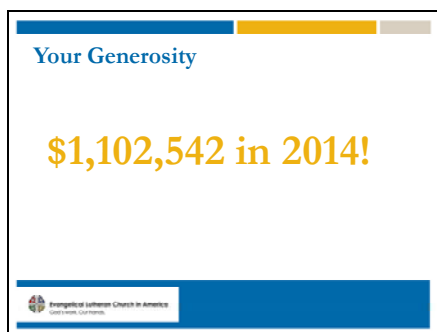 Your Generosity
$1,102,542 in 2014!
Evangelical Lutheran Church in America
God's work. Our hands.